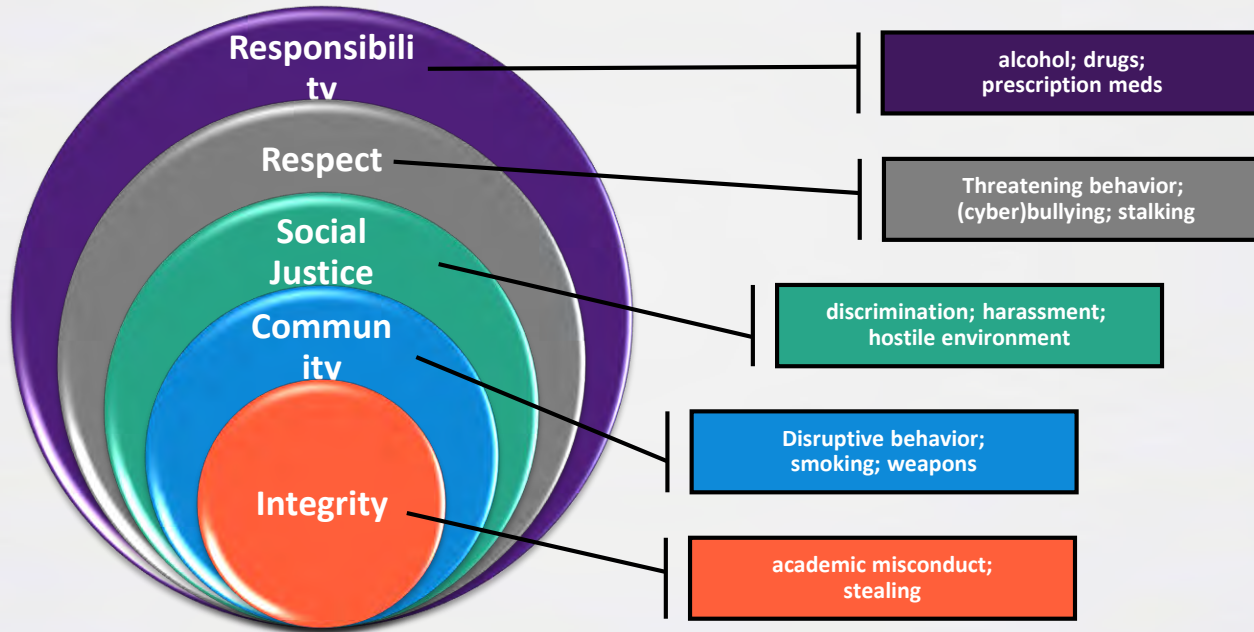 Responsibili
ty
alcohol; drugs;
prescription meds
Respect
Threatening behavior;
(cyber)bullying; stalking
Social
Justice
discrimination; harassment;
hostile environment
Commun
ity
Disruptive behavior;
smoking; weapons
Integrity
academic misconduct;
stealing